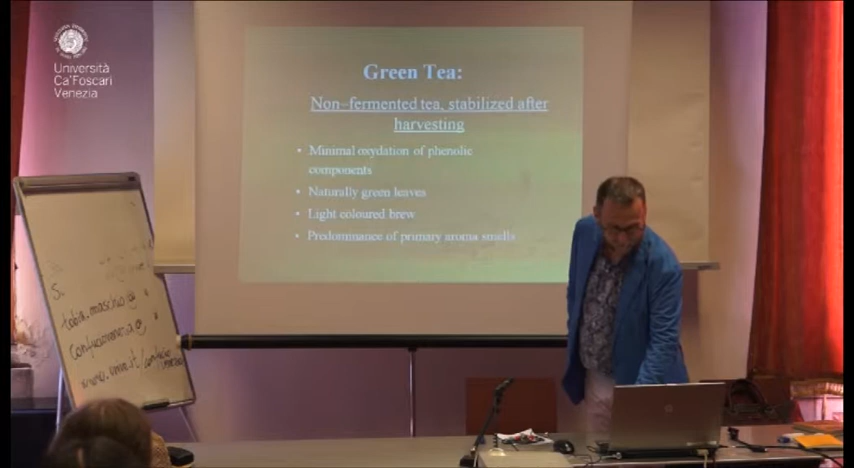 Università
Ca'Foscari
Venezia
Green Tea:
Non-fermented tea, stabilized after
harvesting
• Minimal oxydation of phenolic
components
• Naturally green leaves
• Light coloured brew
• Predominance of primary aroma smells